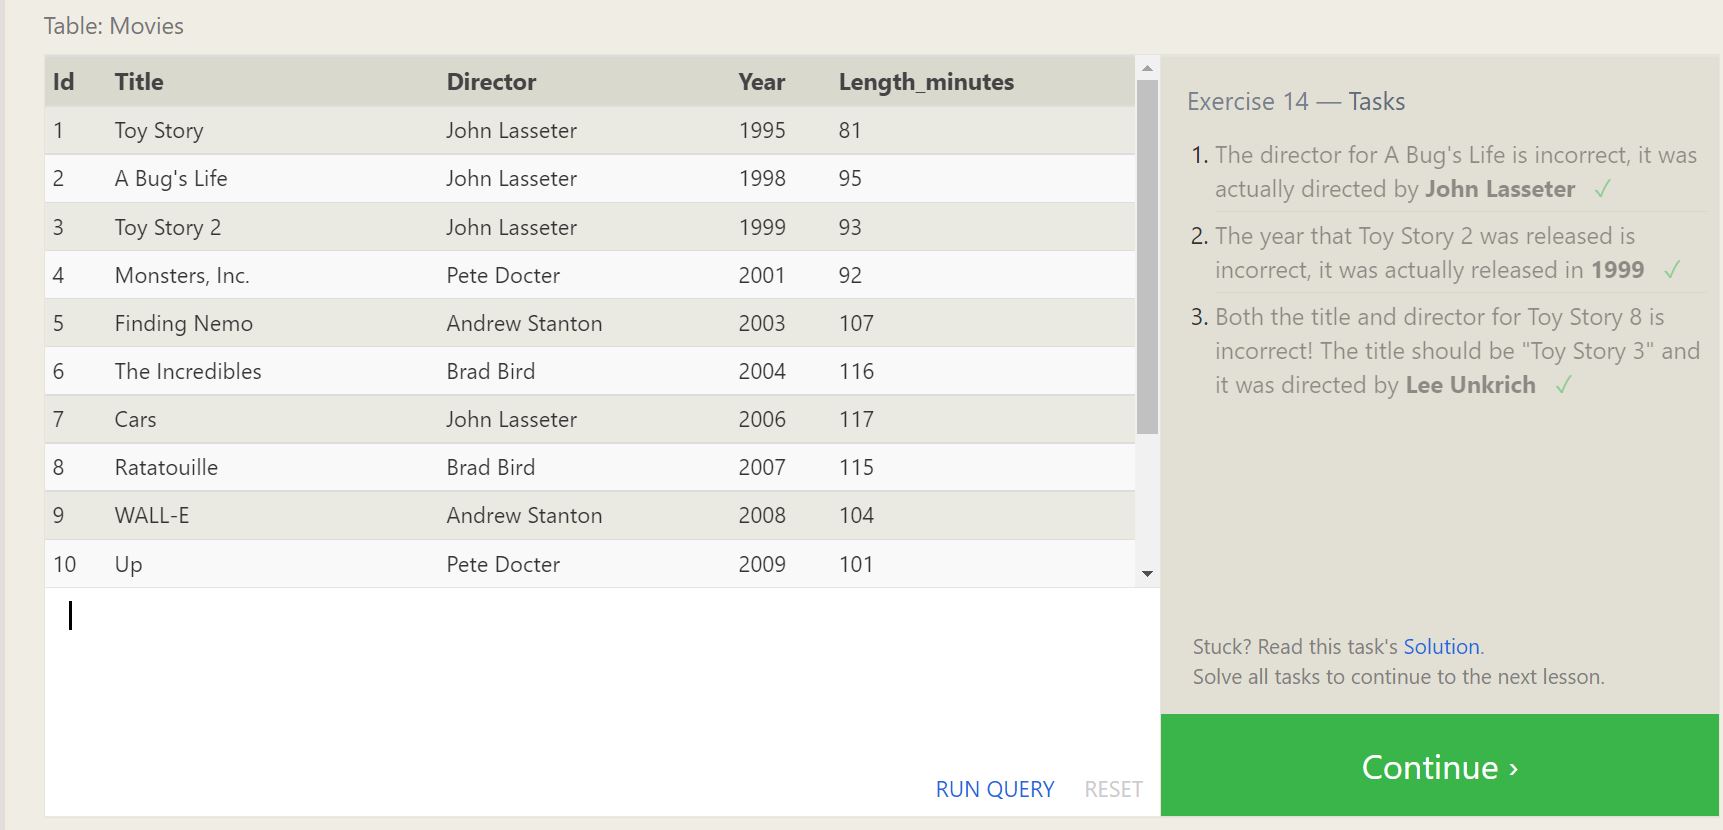 Table: Movies
Id Title Director Year Length_minutes
1 Toy Story John Lasseter 1995 81
2 A Bug's Life John Lasseter 1998 95
3 Toy Story 2 John Lasseter 1999 93
4 Monsters, Inc. Pete Docter 2001 92
5 Finding Nemo Andrew Stanton 2003 107
6 The Incredibles Brad Bird 2004 116
7 Cars John Lasseter 2006 117
8 Ratatouille Brad Bird 2007 115
9 WALL-E Andrew Stanton 2008 104
10 Up Pete Docter 2009 101
RUN QUERY RESET
Exercise 14 — Tasks
1. The director for A Bug's Life is incorrect, it was
actually directed by John Lasseter ✓
2. The year that Toy Story 2 was released is
incorrect, it was actually released in 1999 ✓
3. Both the title and director for Toy Story 8 is
incorrect! The title should be "Toy Story 3" and
it was directed by Lee Unkrich ✓
Stuck? Read this task's Solution.
Solve all tasks to continue to the next lesson.
Continue ›